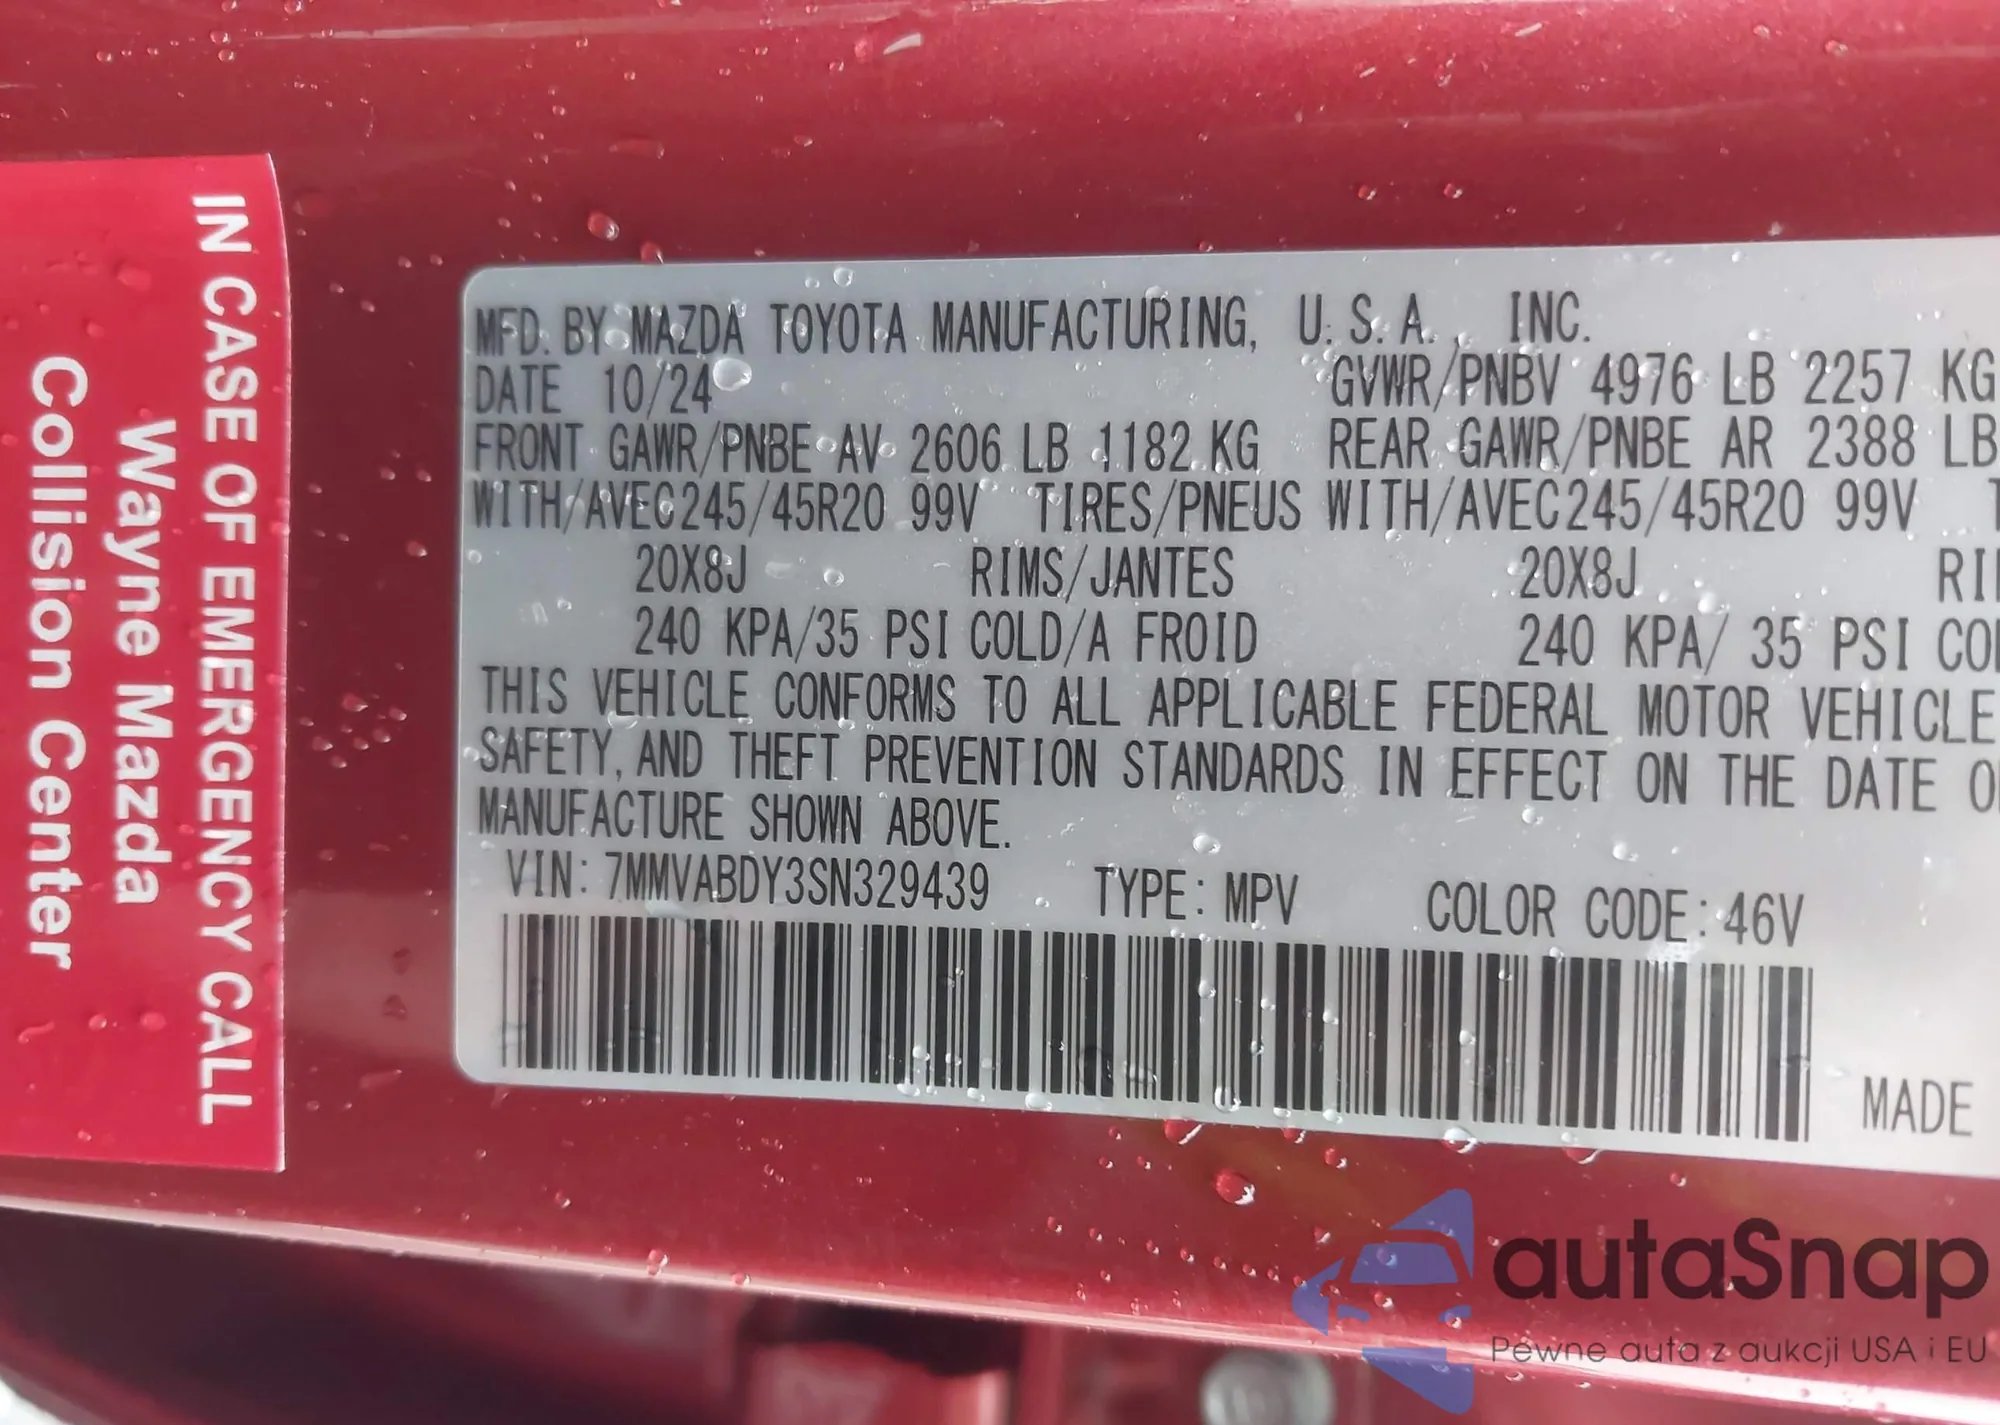 IN CASE OF EMERGENCY CALL
Wayne Mazda
Collision Center
MFD. BY MAZDA TOYOTA MANUFACTURING, U.S.A., INC.
DATE 10/24 GVWR/PNBV 4976 LB 2257 KG
FRONT GAWR/PNBE AV 2606 LB 1182 KG REAR GAWR/PNBE AR 2388 LB
WITH/AVEC245/45R20 99V TIRES/PNEUS WITH/AVEC245/45R20 99V
20X8J RIMS/JANTES 20X8J
240 KPA/35 PSI COLD/A FROID 240 KPA/ 35 PSI
THIS VEHICLE CONFORMS TO ALL APPLICABLE FEDERAL MOTOR VEHICLE
SAFETY, AND THEFT PREVENTION STANDARDS IN EFFECT ON THE DATE
MANUFACTURE SHOWN ABOVE.
VIN: 7MMVABDY3SN329439 TYPE: MPV COLOR CODE: 46V
MADE
autaSnap
Pewne auta z aukcji USA i EU